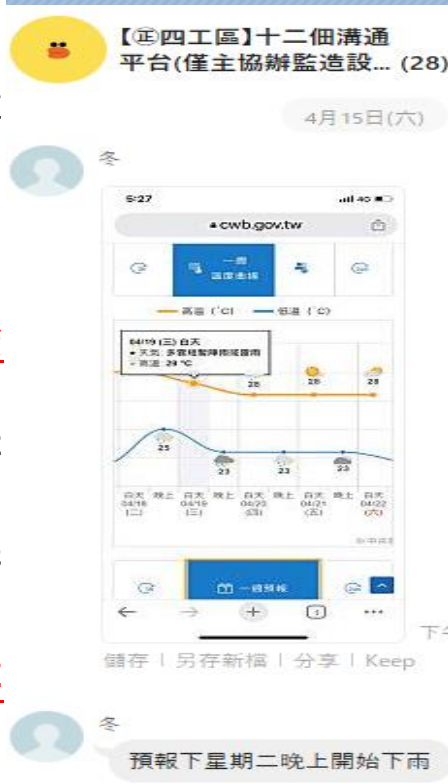 【㊣四工區】十二佃溝通
平台(僅主協辦監造設... (28)
4月15日(六)
冬
5:27
4G
cwb.gov.tw
一週
溫度曲線
高溫 (°C) 低溫 (°C)
04/19 (三) 白天
• 天氣: 多雲短暫陣雨或雷雨
• 高溫: 29 °C
28 28 28
25 23 23 23
白天 晚上 白天 晚上 白天 晚上 白天 晚上 白天
04/18 04/19 04/20 04/21 04/22
(二) (三) (四) (五) (六)
一週預報
下午
儲存 | 另存新檔 | 分享 | Keep
冬
預報下星期二晚上開始下雨